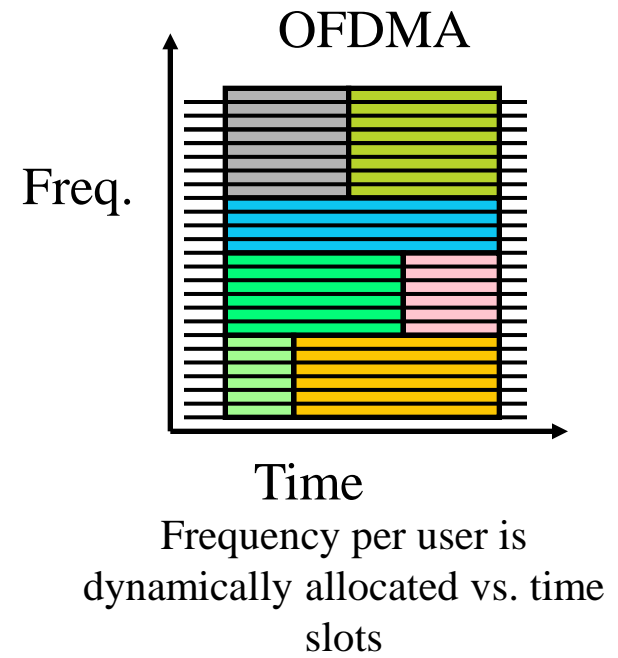 OFDMA
Freq.
Time
Frequency per user is
dynamically allocated vs. time
slots